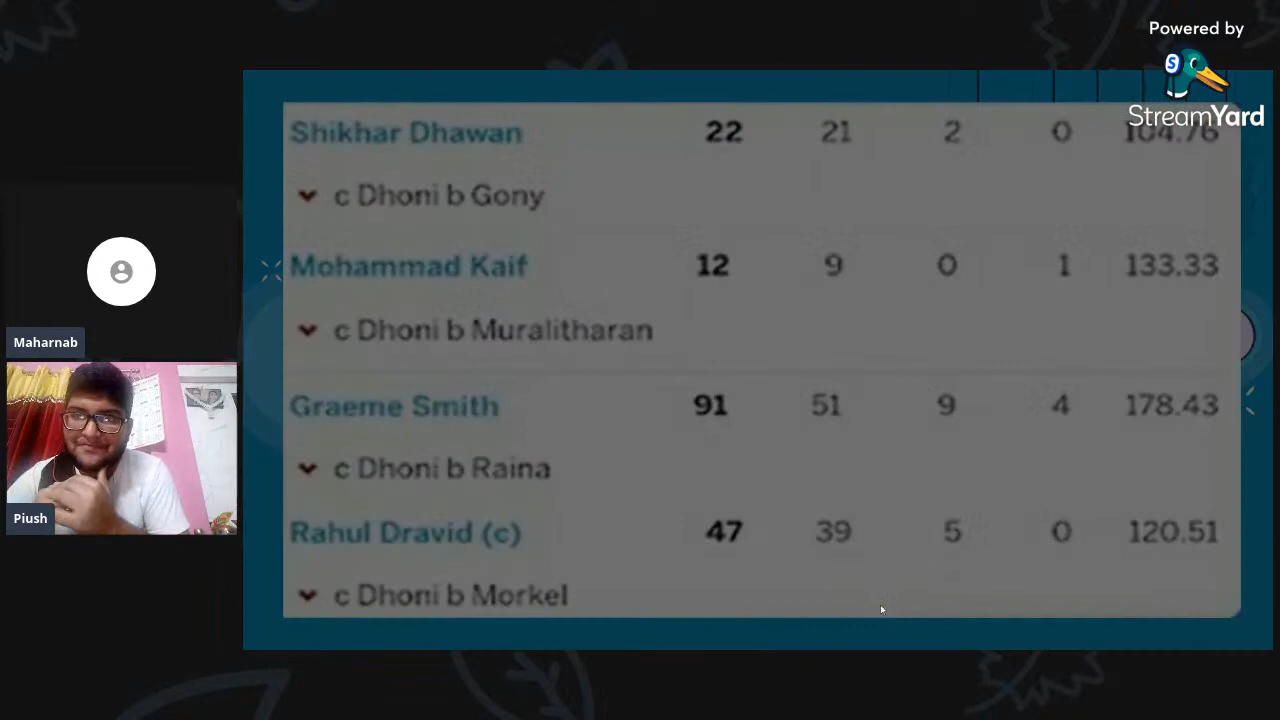 Powered by
StreamYard
Shikhar Dhawan 22 21 2 0 104.76
c Dhoni b Gony
Mohammad Kaif 12 9 0 1 133.33
c Dhoni b Muralitharan
Graeme Smith 91 51 9 4 178.43
c Dhoni b Raina
Rahul Dravid (c) 47 39 5 0 120.51
c Dhoni b Morkel
Maharnab
Piush